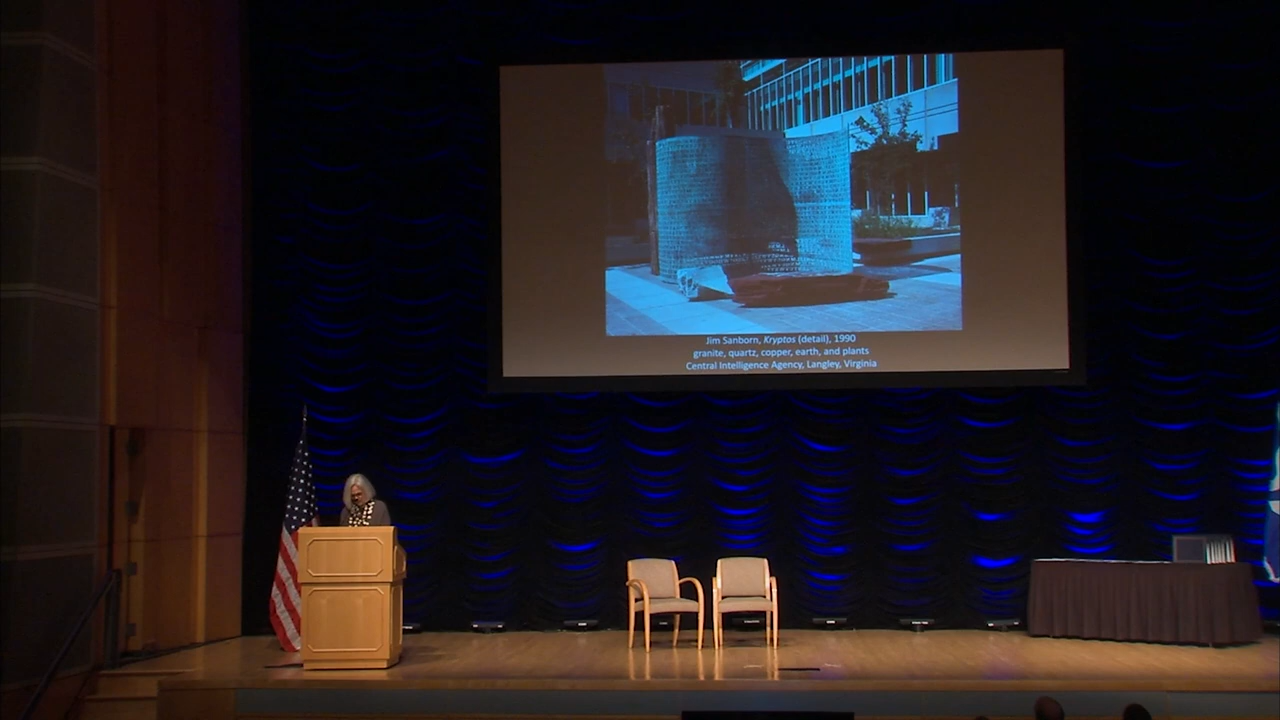 Jim Sanborn, Kryptos (detail), 1990
granite, quartz, copper, earth, and plants
Central Intelligence Agency, Langley, Virginia